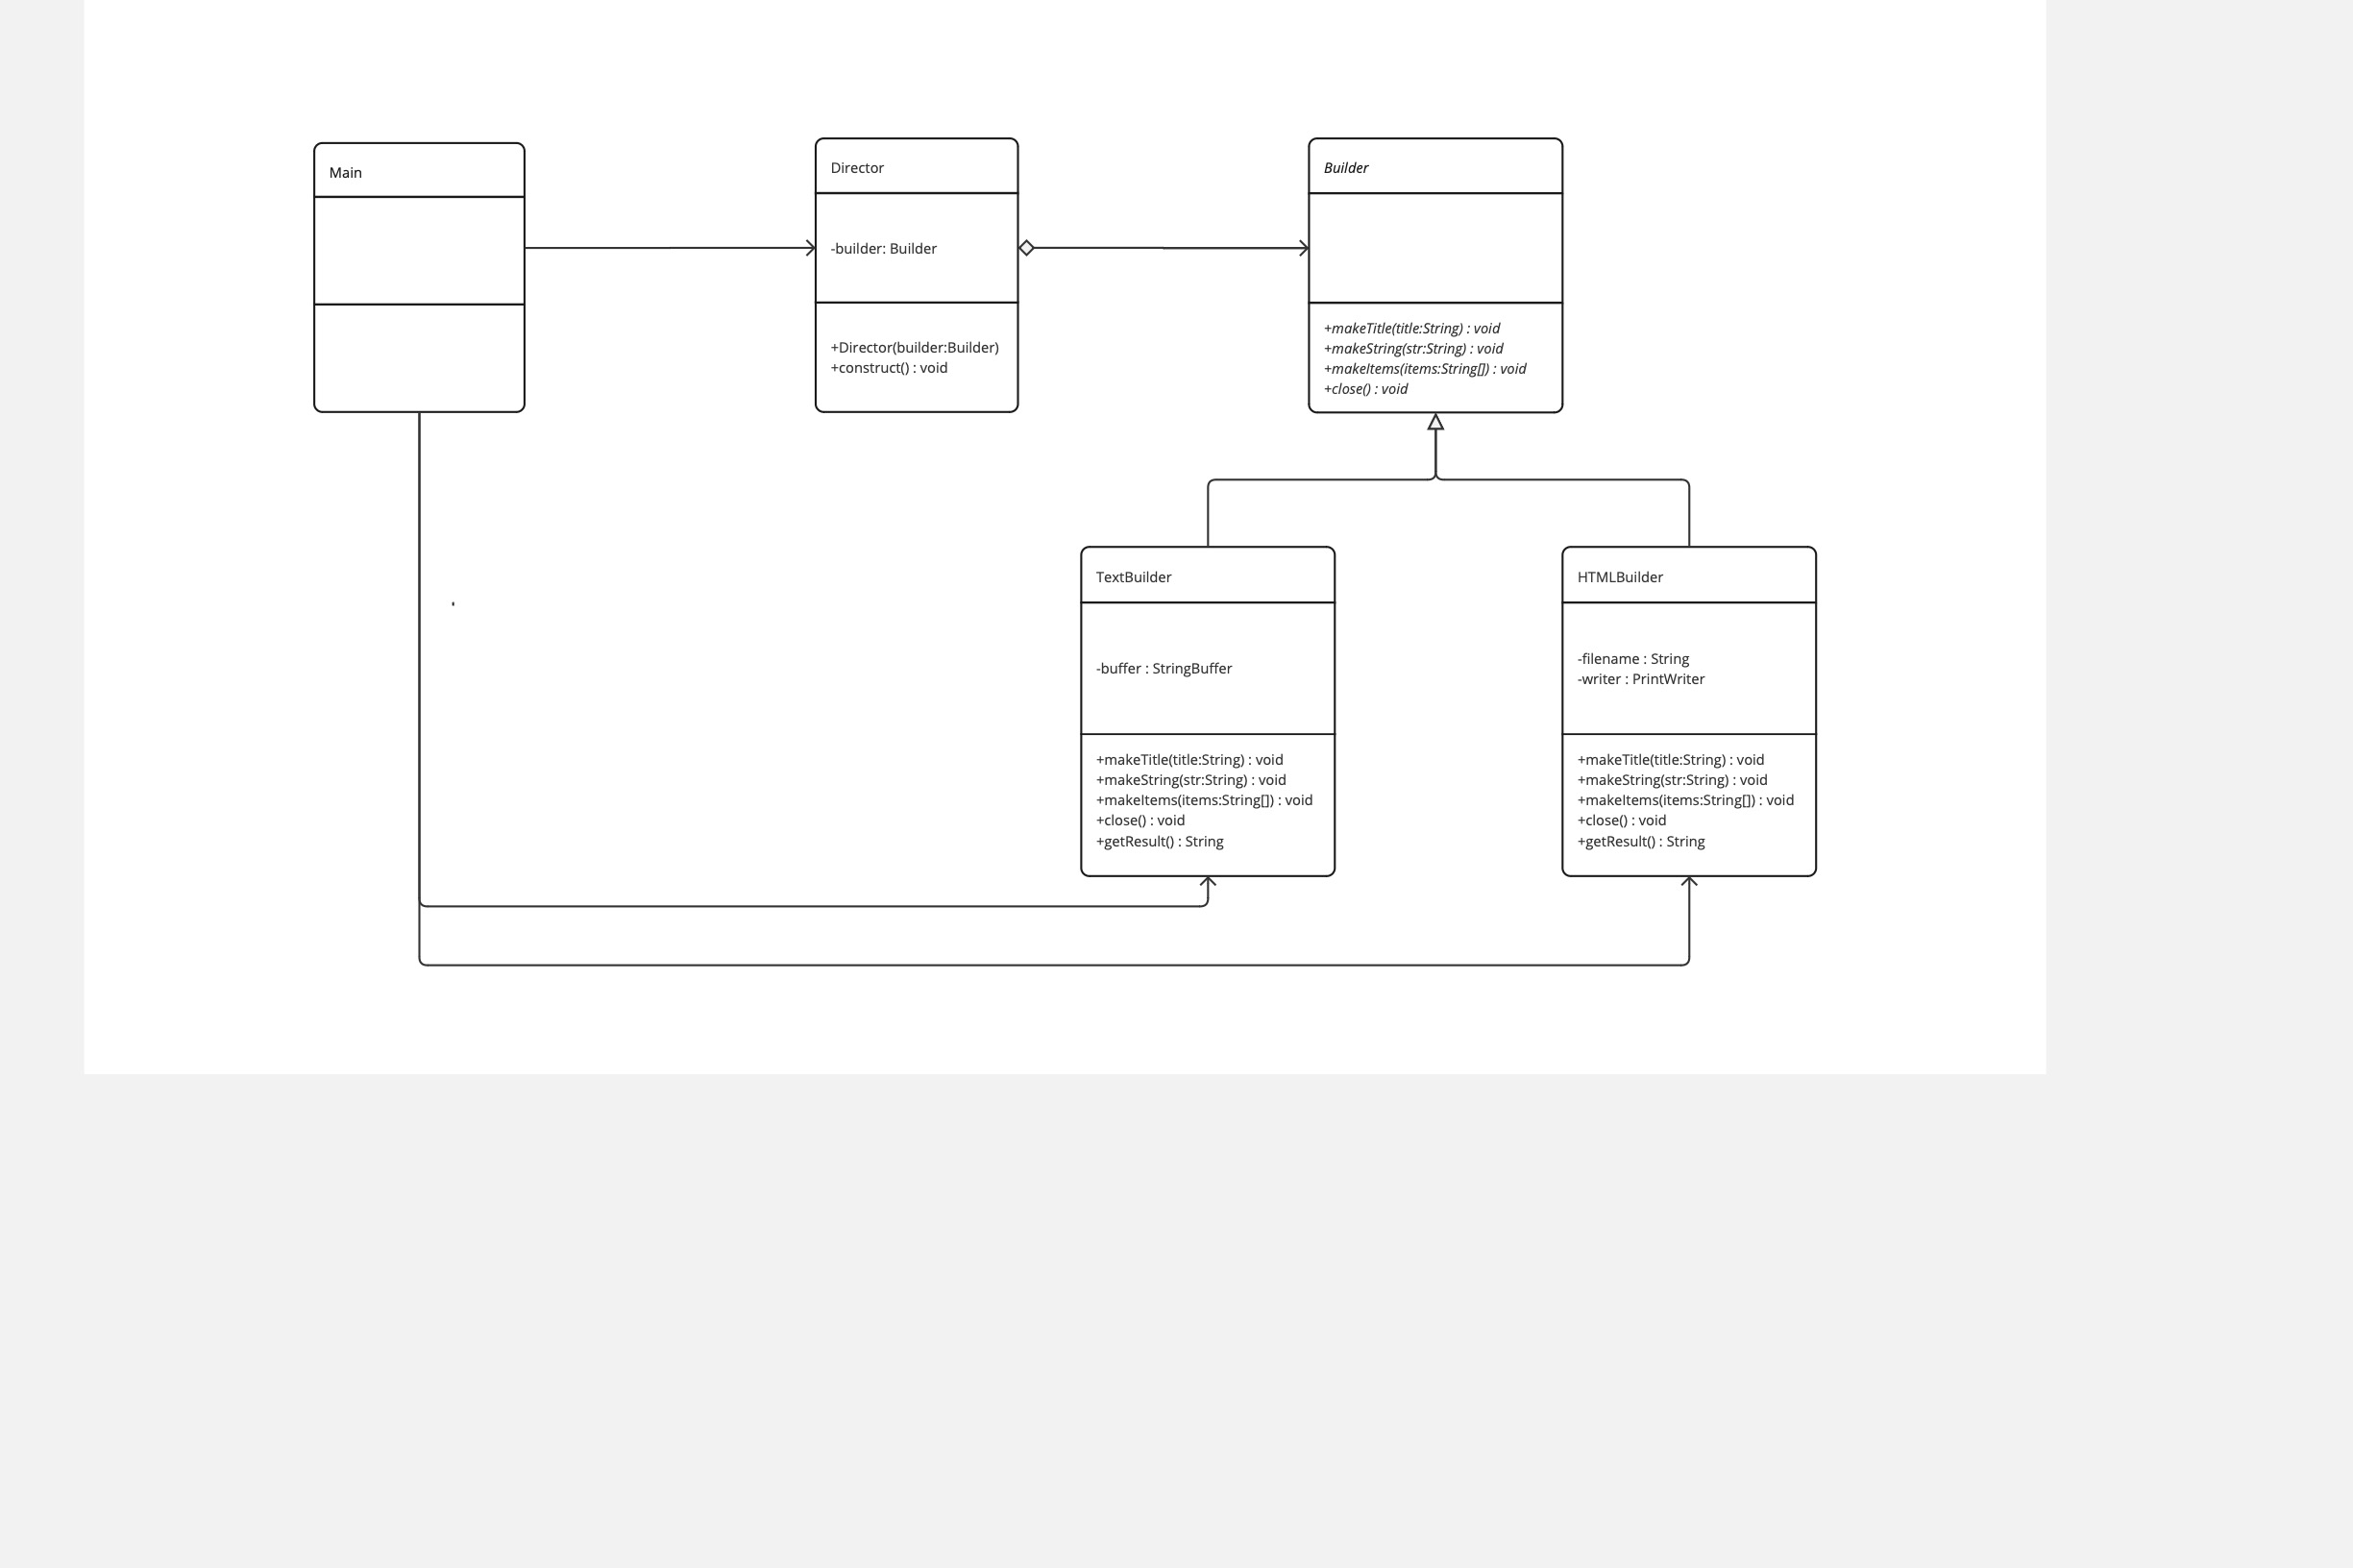 Main
Director
-builder: Builder
+Director(builder:Builder)
+construct() : void
Builder
+makeTitle(title:String) : void
+makeString(str:String) : void
+makeItems(items:String[]) : void
+close() : void
TextBuilder
-buffer : StringBuffer
+makeTitle(title:String) : void
+makeString(str:String) : void
+makeItems(items:String[]) : void
+close() : void
+getResult() : String
HTMLBuilder
-filename : String
-writer : PrintWriter
+makeTitle(title:String) : void
+makeString(str:String) : void
+makeItems(items:String[]) : void
+close() : void
+getResult() : String